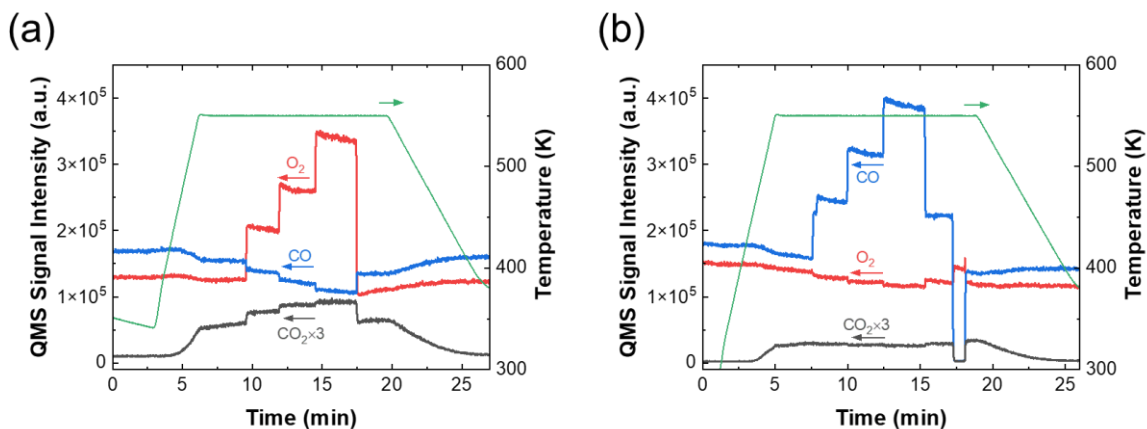 (a)
QMS Signal Intensity (a.u.)
4×10⁵
3×10⁵
2×10⁵
1×10⁵
0
O₂
CO
CO₂×3
600
500
400
300
Temperature (K)
0 5 10 15 20 25
Time (min)
(b)
QMS Signal Intensity (a.u.)
4×10⁵
3×10⁵
2×10⁵
1×10⁵
0
CO
O₂
CO₂×3
600
500
400
300
Temperature (K)
0 5 10 15 20 25
Time (min)